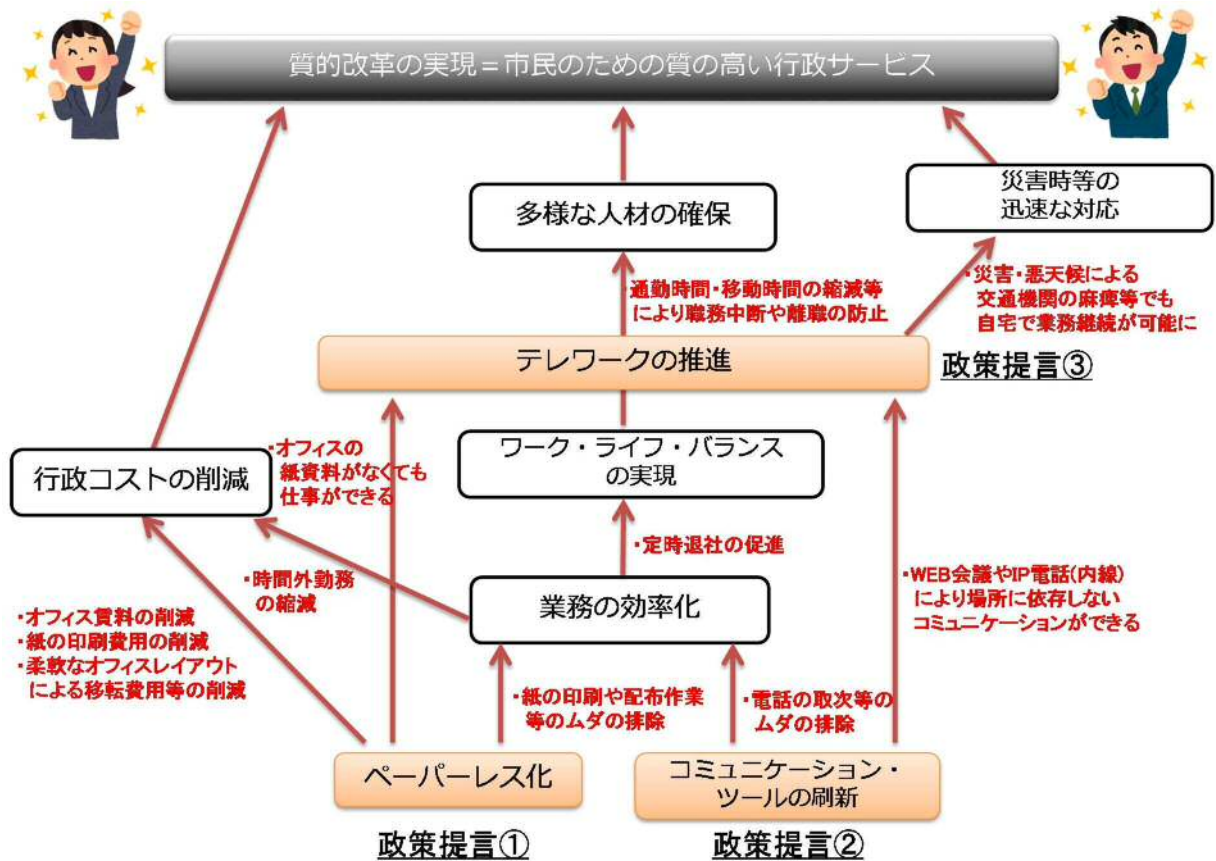 質的改革の実現＝市民のための質の高い行政サービス
多様な人材の確保
災害時等の
迅速な対応
・通勤時間・移動時間の縮減等
により職務中断や離職の防止
・災害・悪天候による
交通機関の麻痺等でも
自宅で業務継続が可能に
テレワークの推進
政策提言③
行政コストの削減
・オフィスの
紙資料がなくても
仕事ができる
ワーク・ライフ・バランス
の実現
・定時退社の促進
・時間外勤務
の縮減
業務の効率化
・WEB会議やIP電話(内線)
により場所に依存しない
コミュニケーションができる
・オフィス賃料の削減
・紙の印刷費用の削減
・柔軟なオフィスレイアウト
による移転費用等の削減
・紙の印刷や配布作業
等のムダの排除
・電話の取次等の
ムダの排除
ペーパーレス化
コミュニケーション・
ツールの刷新
政策提言①
政策提言②